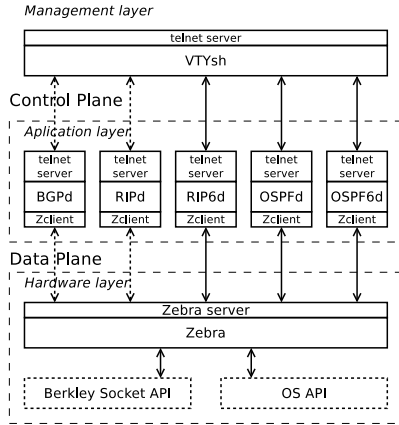 Management layer
telnet server
VTYsh
Control Plane
Aplication layer
telnet server
telnet server
telnet server
telnet server
telnet server
BGPd
RIPd
RIP6d
OSPFd
OSPF6d
Zclient
Zclient
Zclient
Zclient
Zclient
Data Plane
Hardware layer
Zebra server
Zebra
Berkley Socket API
OS API